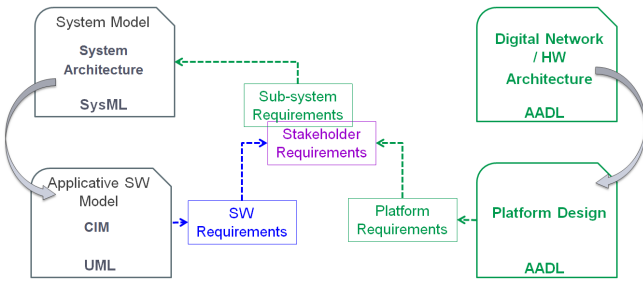 System Model
System
Architecture
SysML
Digital Network
/ HW
Architecture
AADL
Sub-system
Requirements
Stakeholder
Requirements
Applicative SW
Model
CIM
UML
SW
Requirements
Platform
Requirements
Platform Design
AADL